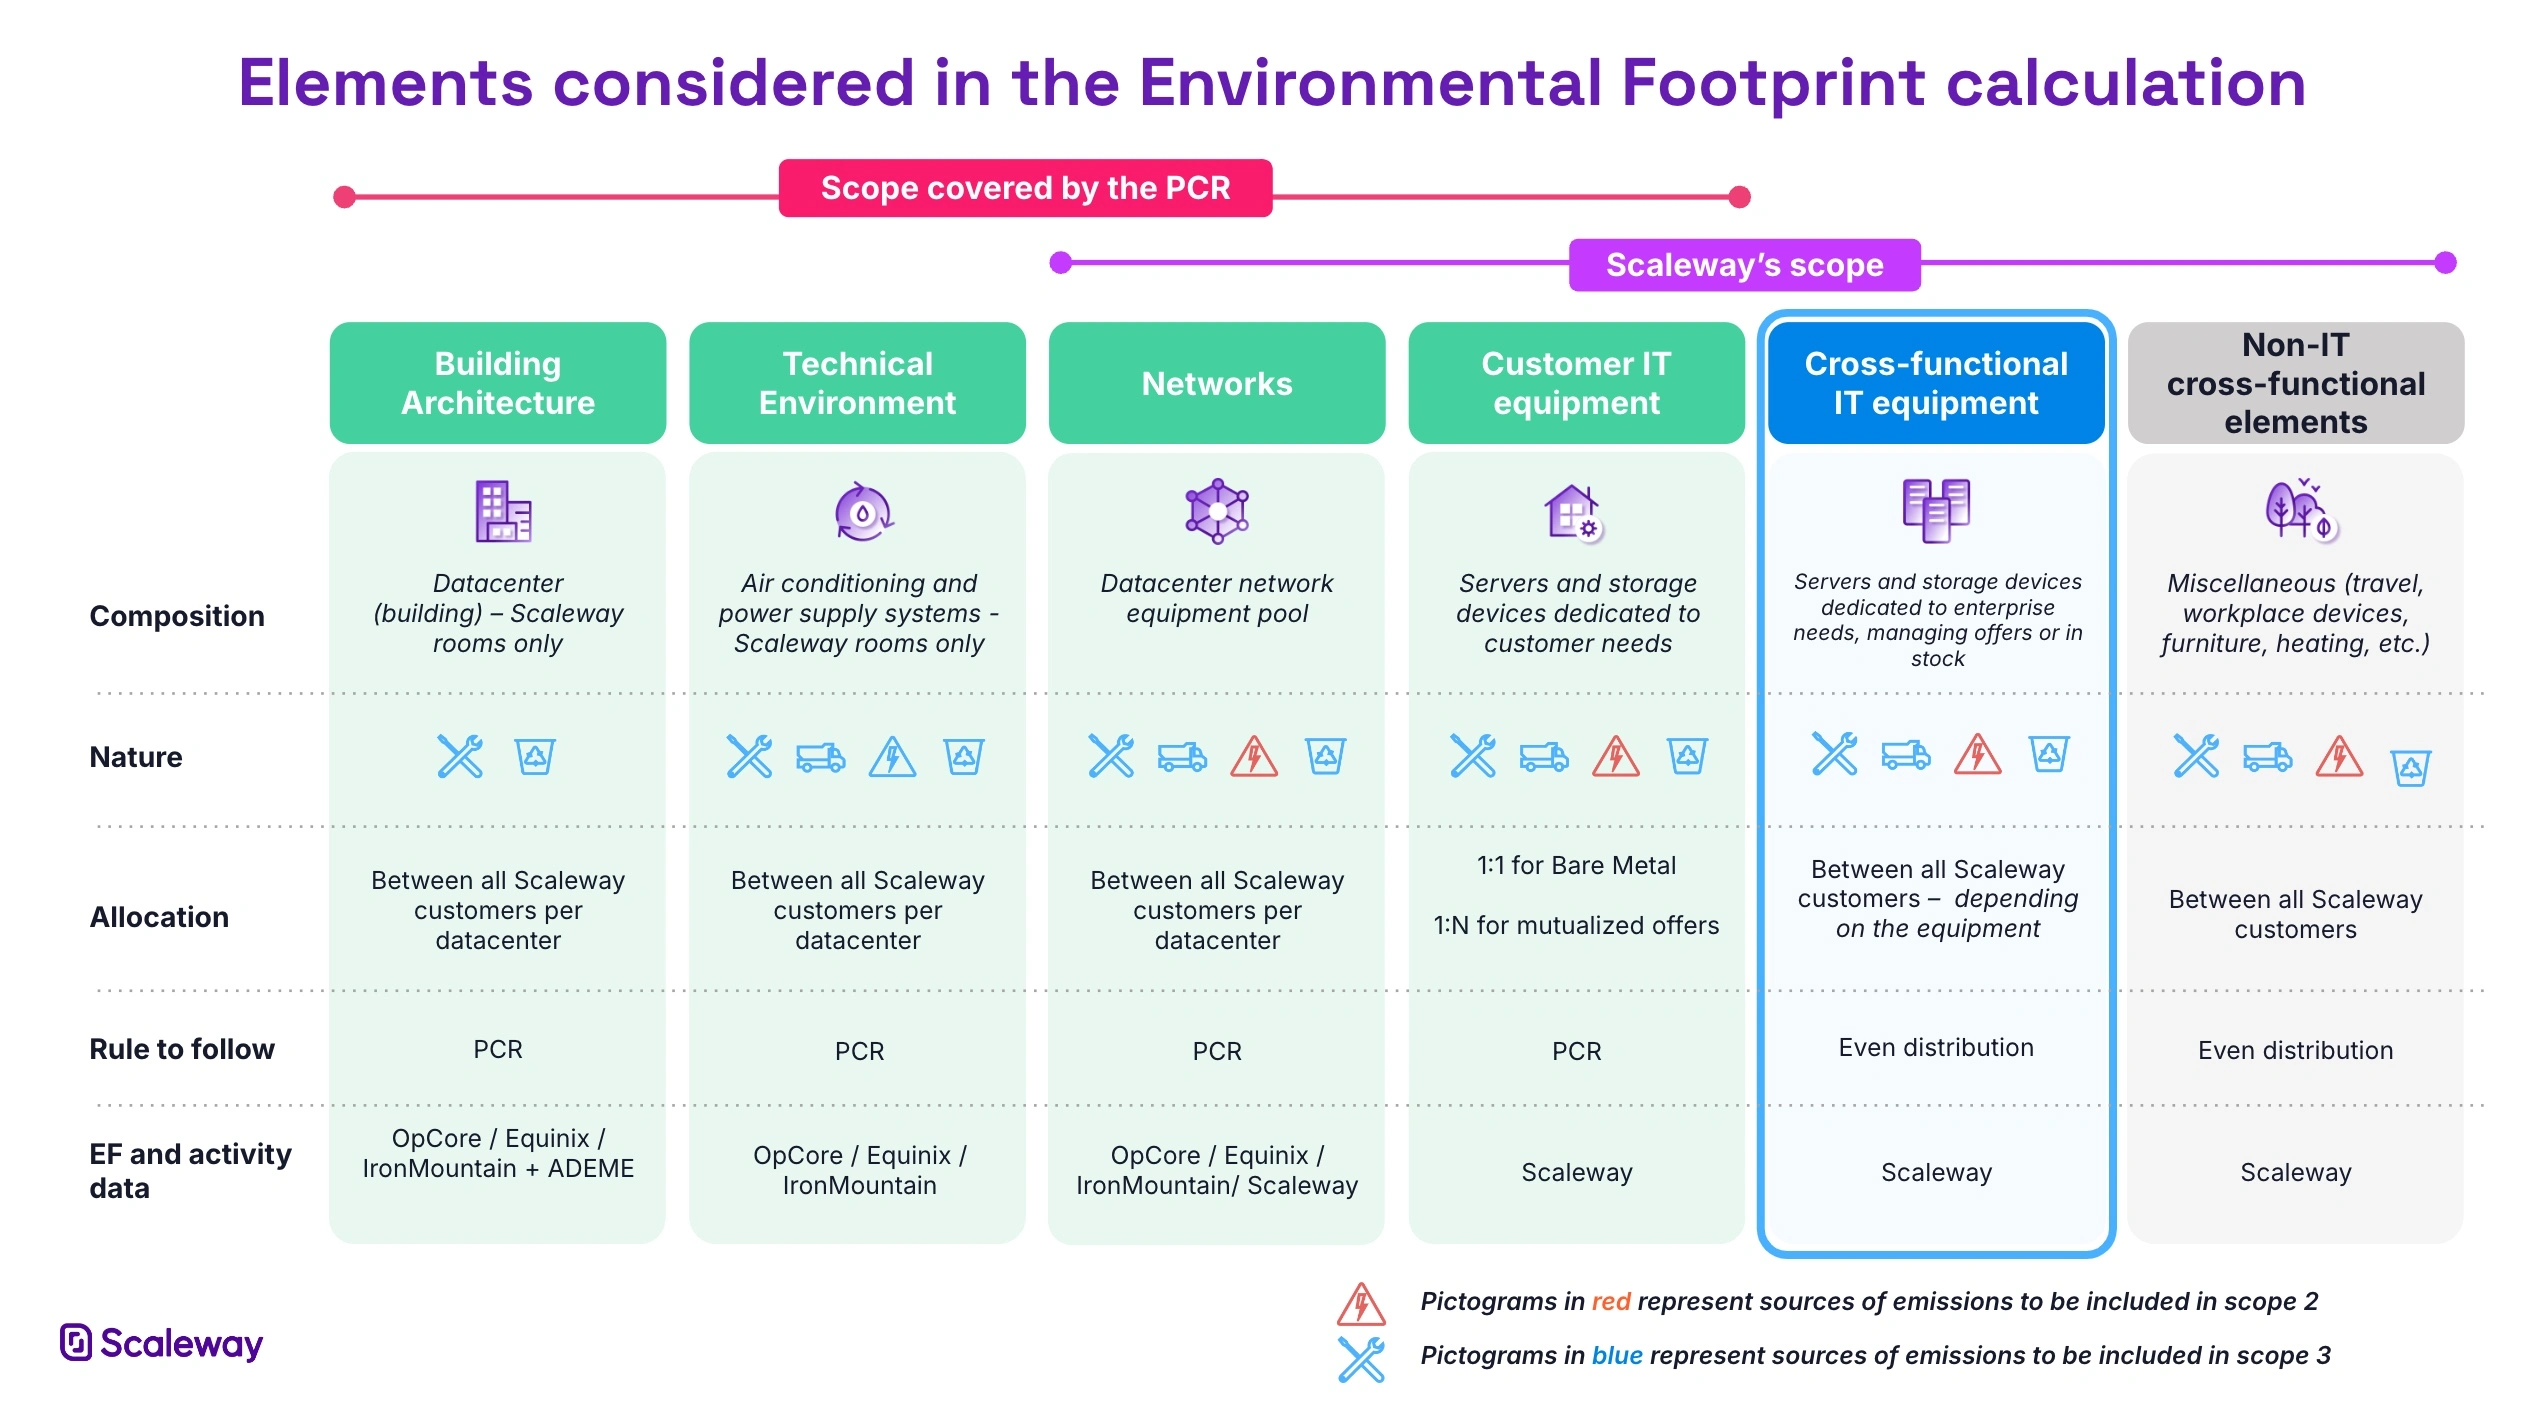 Elements considered in the Environmental Footprint calculation
Scope covered by the PCR
Scaleway’s scope
Building
Architecture
Technical
Environment
Networks
Customer IT
equipment
Cross-functional
IT equipment
Non-IT
cross-functional
elements
Composition
Datacenter
(building) – Scaleway
rooms only
Air conditioning and
power supply systems -
Scaleway rooms only
Datacenter network
equipment pool
Servers and storage
devices dedicated to
customer needs
Servers and storage devices
dedicated to enterprise
needs, managing offers or in
stock
Miscellaneous (travel,
workplace devices,
furniture, heating, etc.)
Nature
Allocation
Between all Scaleway
customers per
datacenter
Between all Scaleway
customers per
datacenter
Between all Scaleway
customers per
datacenter
1:1 for Bare Metal
1:N for mutualized offers
Between all Scaleway
customers – depending
on the equipment
Between all Scaleway
customers
Rule to follow
PCR
PCR
PCR
PCR
Even distribution
Even distribution
EF and activity
data
OpCore / Equinix /
IronMountain + ADEME
OpCore / Equinix /
IronMountain
OpCore / Equinix /
IronMountain/ Scaleway
Scaleway
Scaleway
Scaleway
Pictograms in red represent sources of emissions to be included in scope 2
Pictograms in blue represent sources of emissions to be included in scope 3
Scaleway